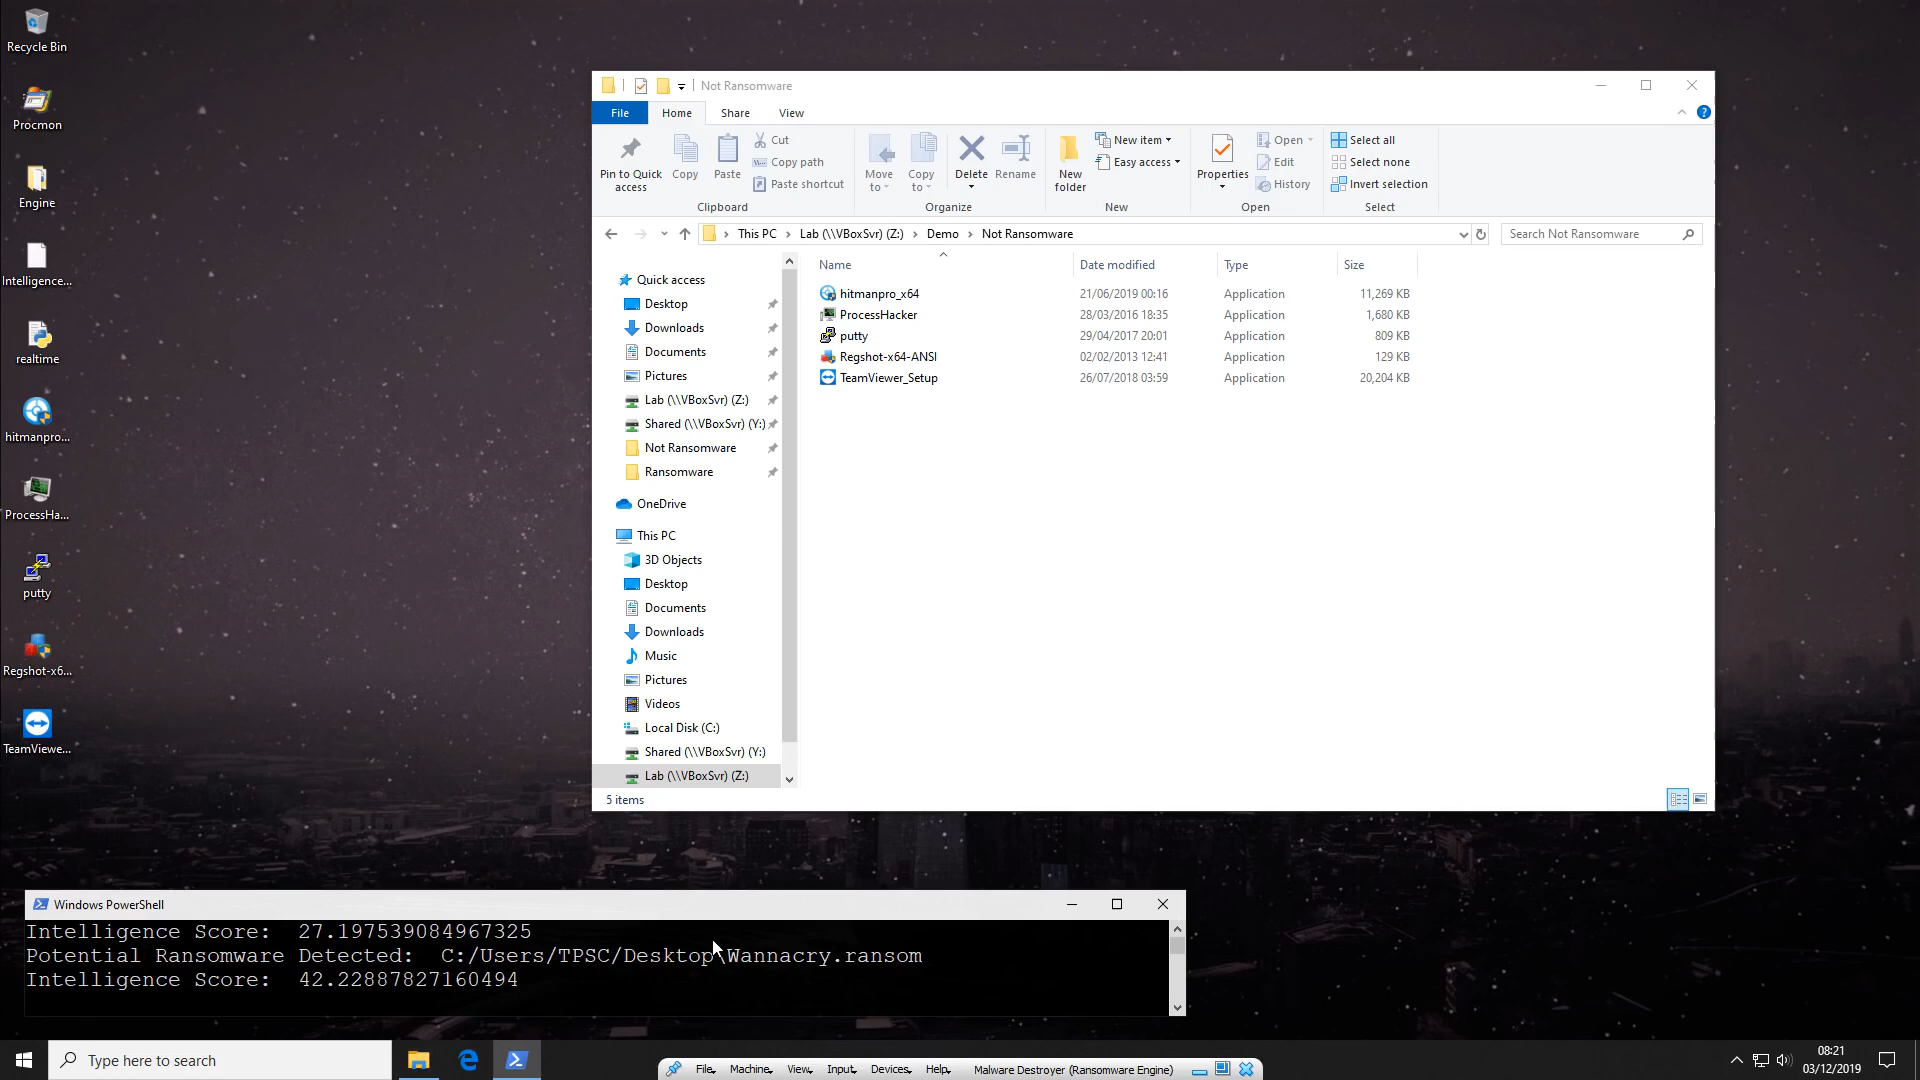 Recycle Bin
Procmon
Engine
Intelligence...
realtime
hitmanpro...
ProcessHa...
putty
Regshot-x6...
TeamViewe...
Not Ransomware
File Home Share View
Pin to Quick access
Copy
Paste
Cut
Copy path
Paste shortcut
Clipboard
Move to
Copy to
Delete
Rename
Organize
New folder
New item
Easy access
New
Properties
Open
Edit
History
Open
Select all
Select none
Invert selection
Select
This PC > Lab (\\VBoxSvr) (Z:) > Demo > Not Ransomware
Search Not Ransomware
Quick access
Desktop
Downloads
Documents
Pictures
Lab (\\VBoxSvr) (Z:)
Shared (\\VBoxSvr) (Y:)
Not Ransomware
Ransomware
OneDrive
This PC
3D Objects
Desktop
Documents
Downloads
Music
Pictures
Videos
Local Disk (C:)
Shared (\\VBoxSvr) (Y:)
Lab (\\VBoxSvr) (Z:)
Name Date modified Type Size
hitmanpro_x64 21/06/2019 00:16 Application 11,269 KB
ProcessHacker 28/03/2016 18:35 Application 1,680 KB
putty 29/04/2017 20:01 Application 809 KB
Regshot-x64-ANSI 02/02/2013 12:41 Application 129 KB
TeamViewer_Setup 26/07/2018 03:59 Application 20,204 KB
5 items
Windows PowerShell
Intelligence Score: 27.197539084967325
Potential Ransomware Detected: C:/Users/TPSC/Desktop\Wannacry.ransom
Intelligence Score: 42.22887827160494
Type here to search
File Machine View Input Devices Help Malware Destroyer (Ransomware Engine)
08:21
03/12/2019